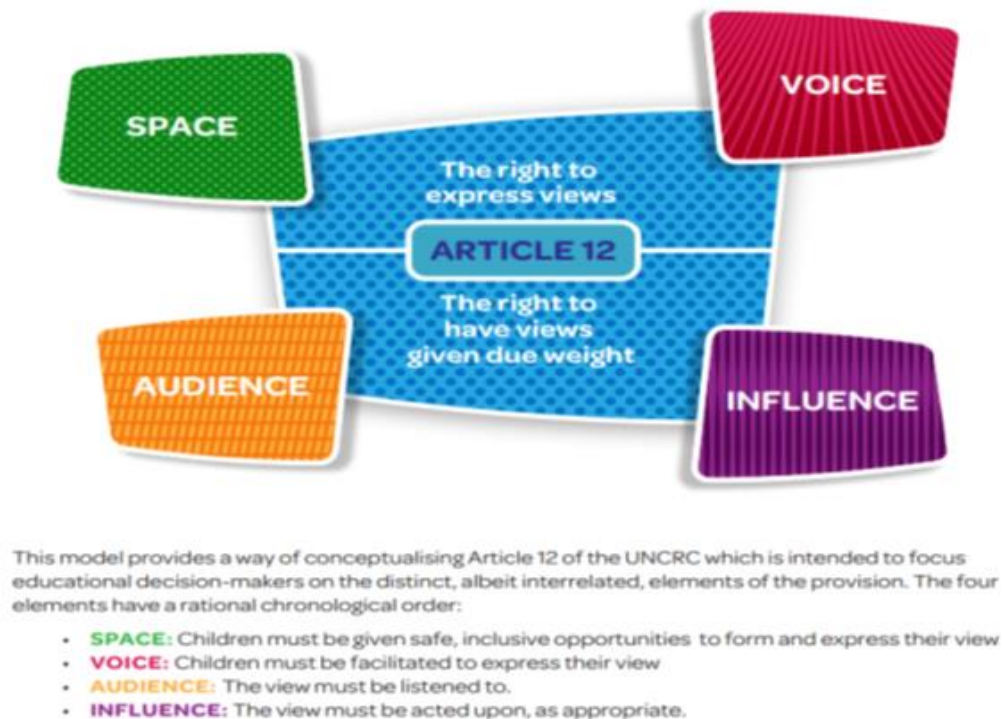 SPACE
VOICE
The right to
express views
ARTICLE 12
The right to
have views
given due weight
AUDIENCE
INFLUENCE
This model provides a way of conceptualising Article 12 of the UNCRC which is intended to focus
educational decision-makers on the distinct, albeit interrelated, elements of the provision. The four
elements have a rational chronological order:
• SPACE: Children must be given safe, inclusive opportunities to form and express their view
• VOICE: Children must be facilitated to express their view
• AUDIENCE: The view must be listened to.
• INFLUENCE: The view must be acted upon, as appropriate.